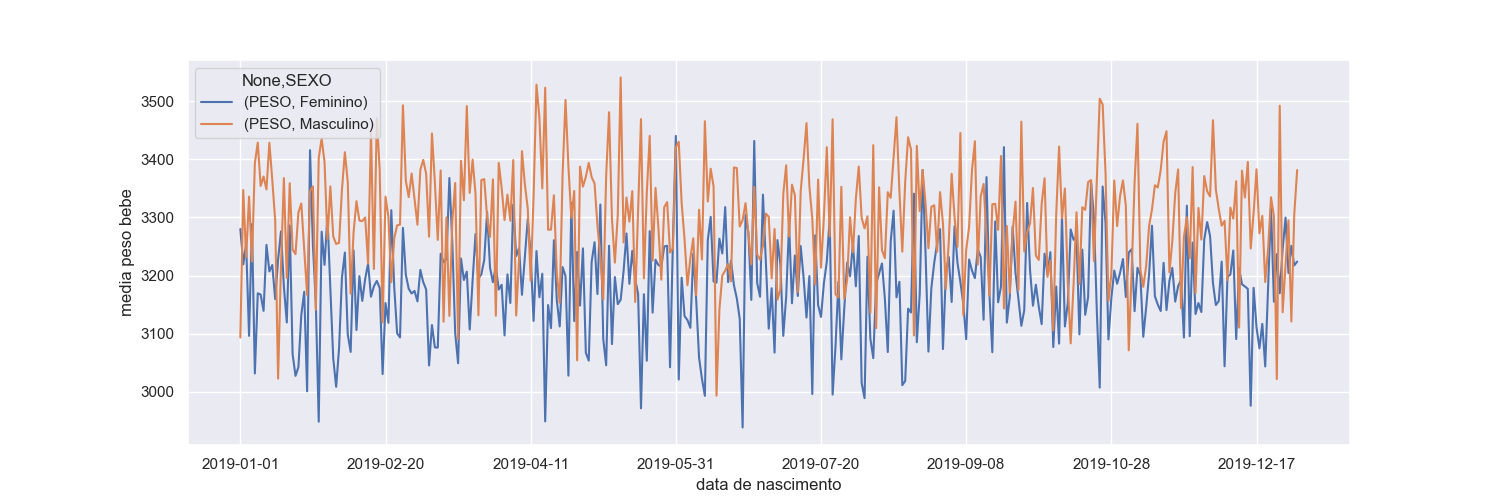 None,SEXO
(PESO, Feminino)
(PESO, Masculino)
3500
3400
3300
3200
3100
3000
media peso bebe
2019-01-01 2019-02-20 2019-04-11 2019-05-31 2019-07-20 2019-09-08 2019-10-28 2019-12-17
data de nascimento